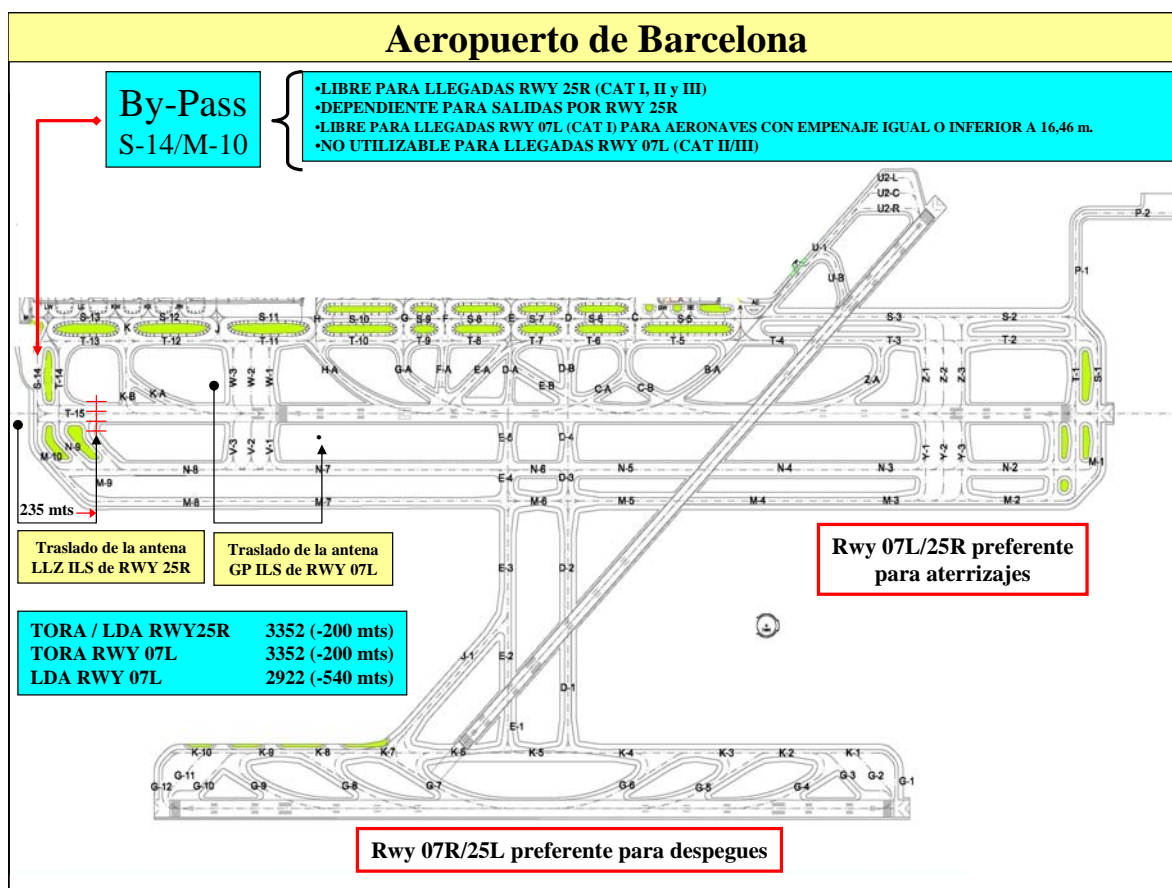 Aeropuerto de Barcelona
By-Pass
S-14/M-10
•LIBRE PARA LLEGADAS RWY 25R (CAT I, II y III)
•DEPENDIENTE PARA SALIDAS POR RWY 25R
•LIBRE PARA LLEGADAS RWY 07L (CAT I) PARA AERONAVES CON EMPENAJE IGUAL O INFERIOR A 16,46 m.
•NO UTILIZABLE PARA LLEGADAS RWY 07L (CAT II/III)
U2-L
U2-C
U2-R
P-2
U-1
U-B
P-1
S-13 S-12 S-11 H S-10 G S-9 F S-8 E S-7 D S-6 C S-5 S-3 S-2
K J
T-13 T-12 T-11 T-10 T-9 T-8 T-7 T-6 T-5 T-4 T-3 T-2
S-14 T-14 K-B K-A W-3 W-2 W-1 H-A G-A F-A E-A D-A D-B E-B C-A C-B B-A Z-A Z-1 Z-2 Z-3 T-1 S-1
T-15
M-10 N-9 V-3 V-2 V-1 E-5 D-4 Y-1 Y-2 Y-3 M-1
N-8 N-7 N-6 N-5 N-4 N-3 N-2
M-9 E-4 D-3
M-8 M-7 M-6 M-5 M-4 M-3 M-2
235 mts
Traslado de la antena
LLZ ILS de RWY 25R
Traslado de la antena
GP ILS de RWY 07L
Rwy 07L/25R preferente
para aterrizajes
E-3 D-2
TORA / LDA RWY25R 3352 (-200 mts)
TORA RWY 07L 3352 (-200 mts)
LDA RWY 07L 2922 (-540 mts)
J-1 E-2
D-1
E-1
K-10 K-9 K-8 K-7 K-6 K-5 K-4 K-3 K-2 K-1
G-12 G-11 G-10 G-9 G-8 G-7 G-6 G-5 G-4 G-3 G-2 G-1
Rwy 07R/25L preferente para despegues